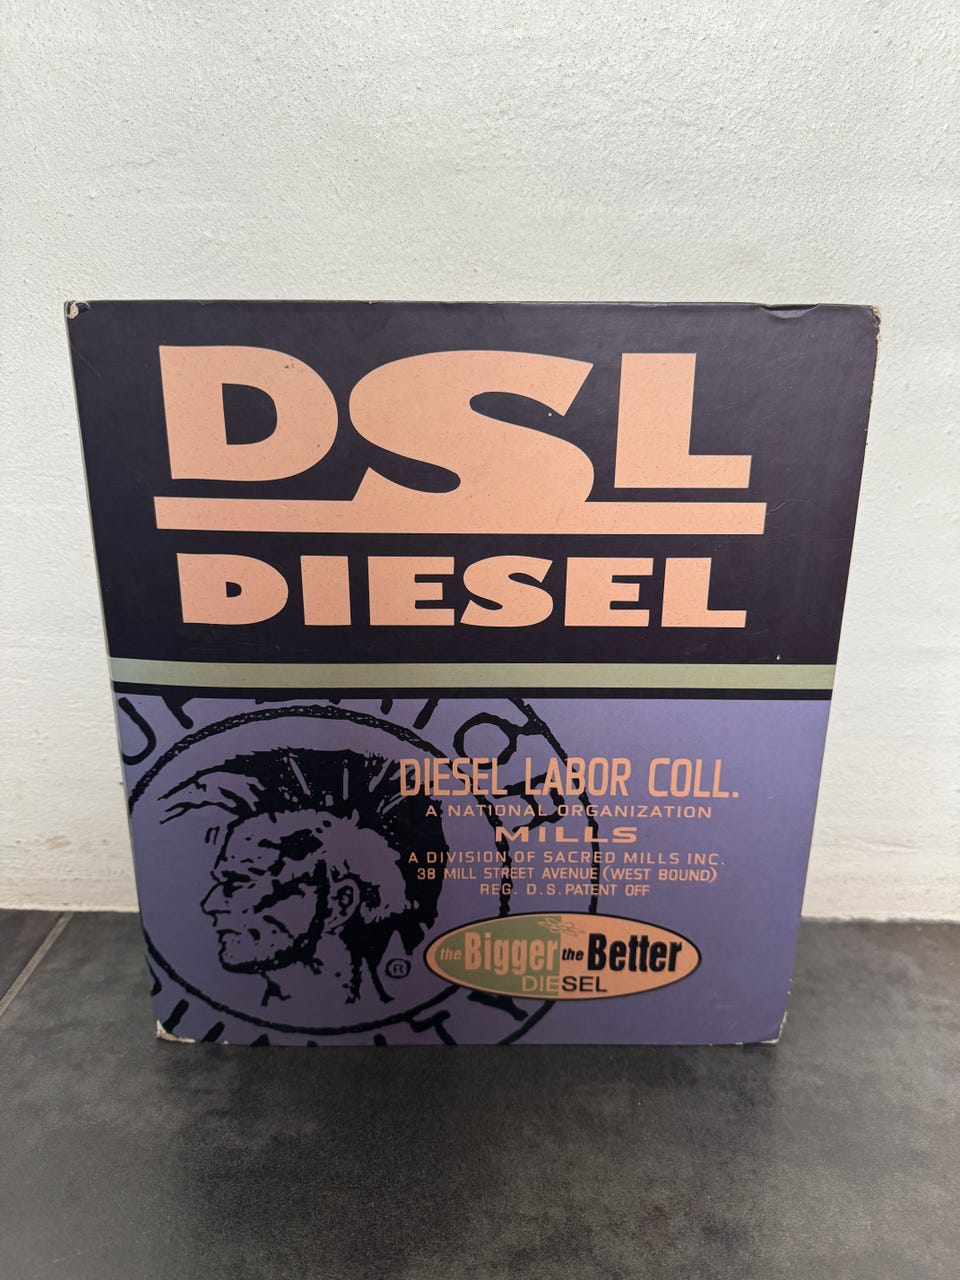 DSL
DIESEL
DIESEL LABOR COLL.
A NATIONAL ORGANIZATION
MILLS
A DIVISION OF SACRED MILLS INC.
38 MILL STREET AVENUE (WEST BOUND)
REG. D.S. PATENT OFF
the Bigger the Better
DIESEL
®